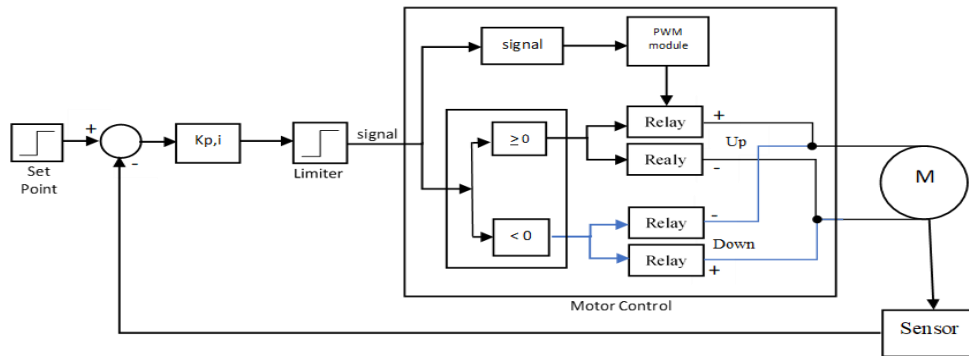 PWM
module
signal
Relay
+
Up
≥ 0
+
Kp,i
signal
Realy
-
M
-
Set
Point
Limiter
< 0
Relay
-
Down
Relay
+
Motor Control
Sensor